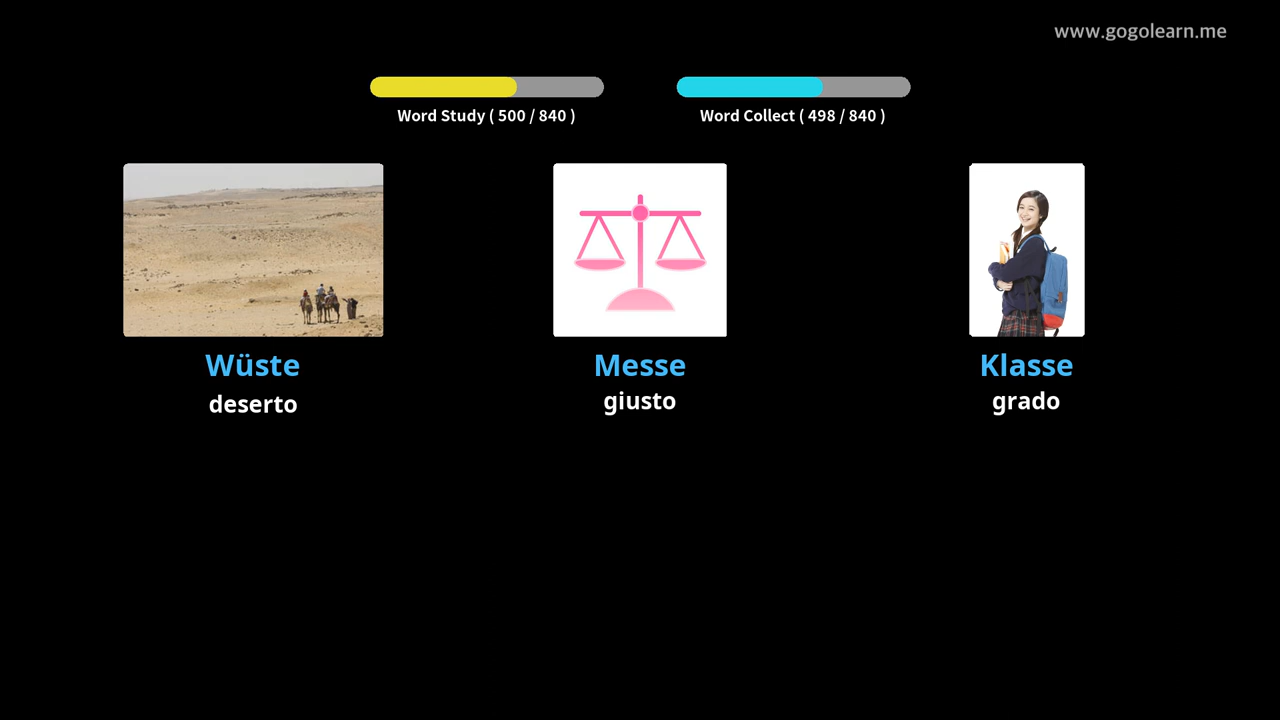 www.gogolearn.me
Word Study ( 500 / 840 )
Word Collect ( 498 / 840 )
Wüste
deserto
Messe
giusto
Klasse
grado